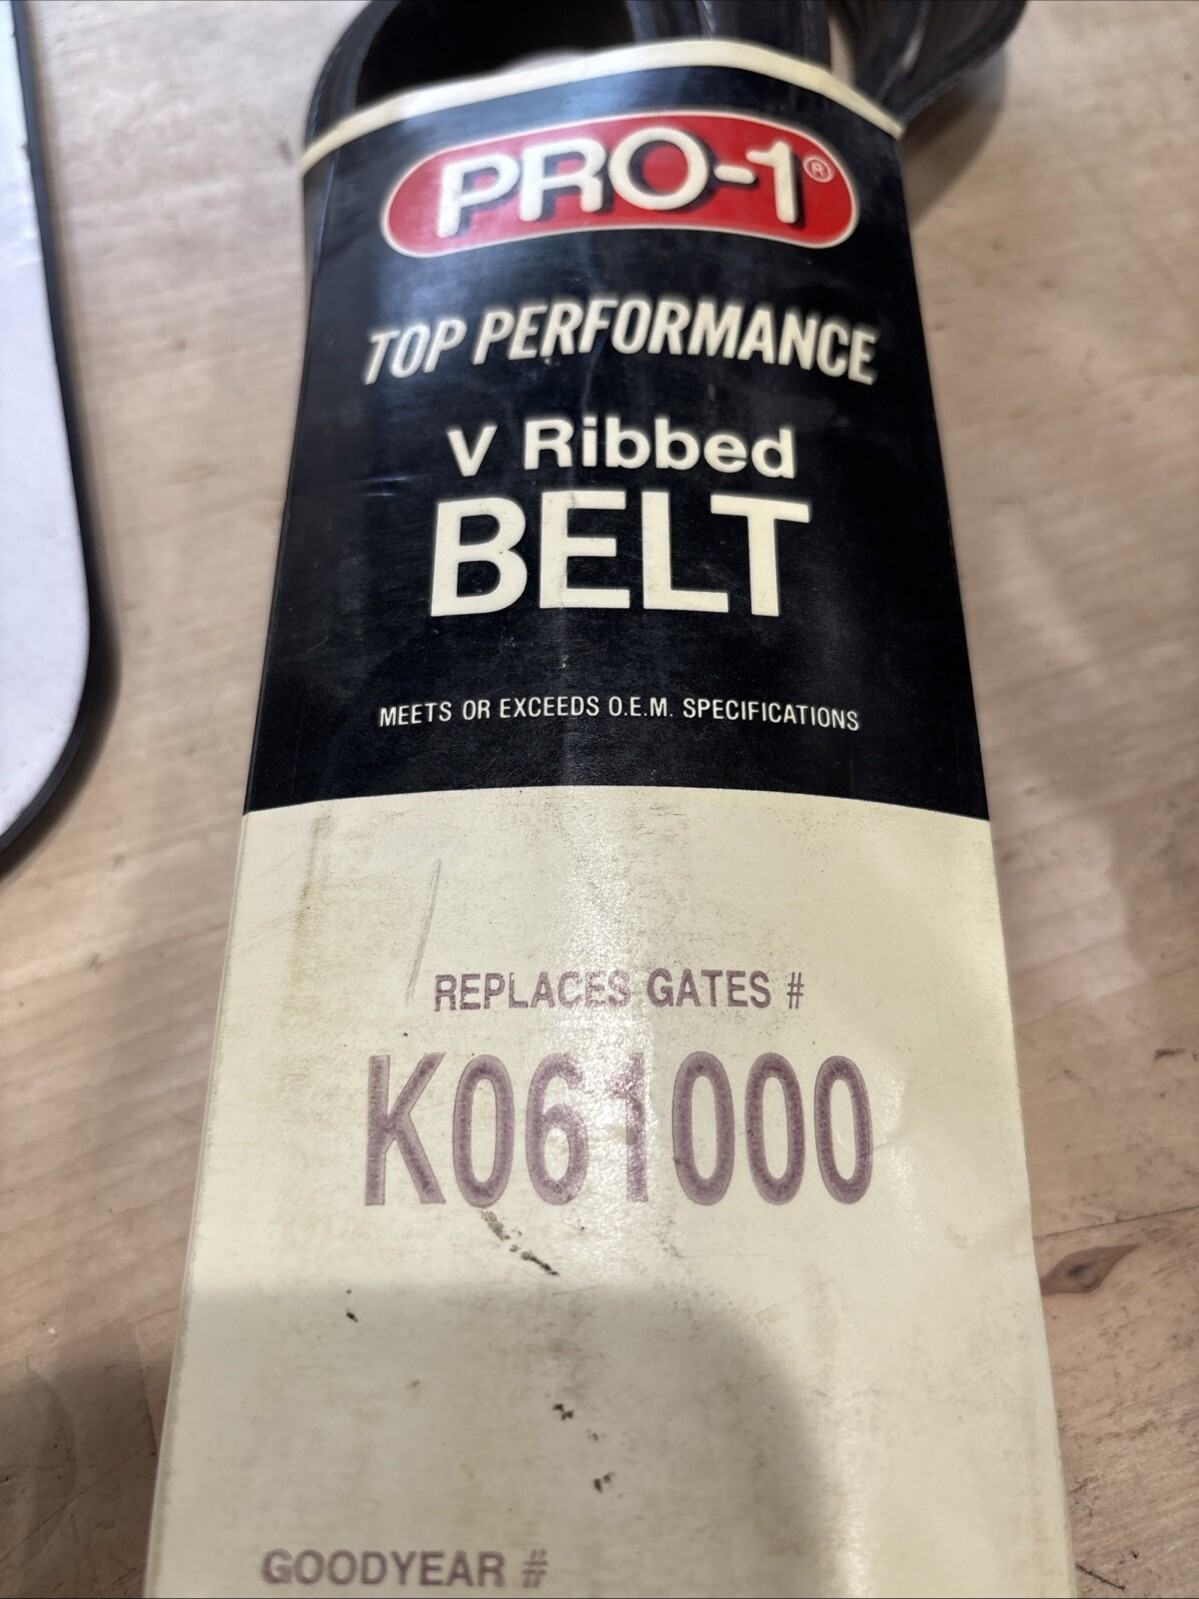 PRO-1®
TOP PERFORMANCE
V Ribbed
BELT
MEETS OR EXCEEDS O.E.M. SPECIFICATIONS
REPLACES GATES #
K061000
GOODYEAR #